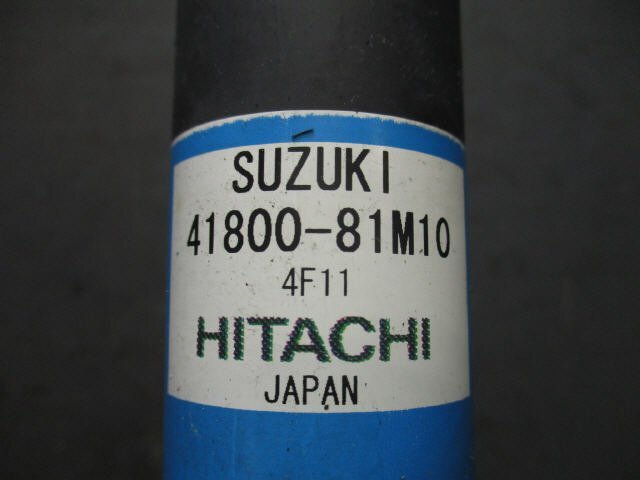 SUZUKI
41800-81M10
4F11
HITACHI
JAPAN